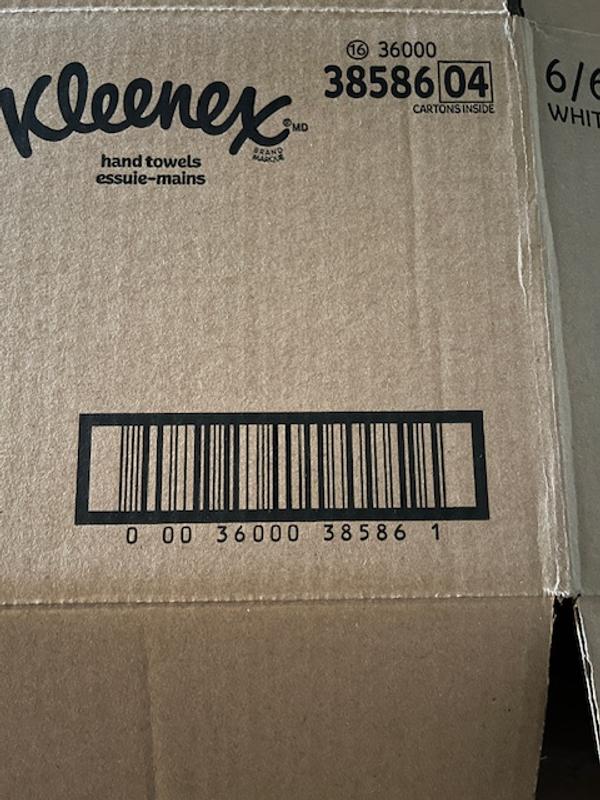 Kleenex®MD
BRAND
MARQUE
hand towels
essuie-mains
⑯ 36000
38586 04
CARTONS INSIDE
6/6
WHIT
0 00 36000 38586 1